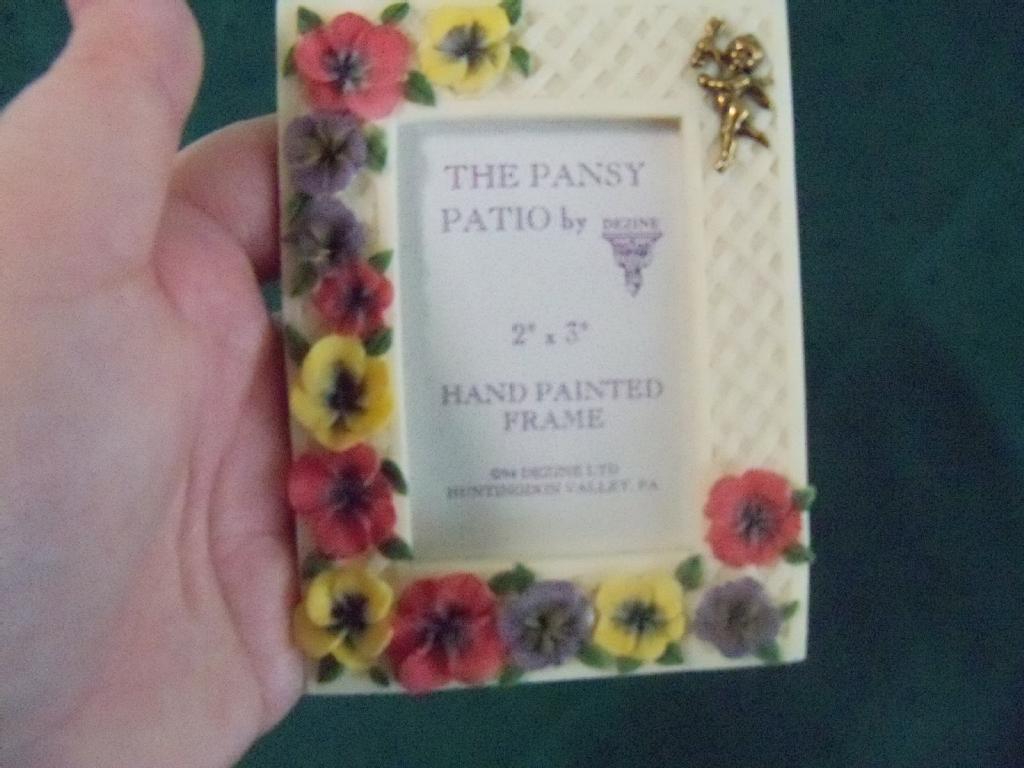 THE PANSY
PATIO by DEZINE
2" x 3"
HAND PAINTED
FRAME
©94 DEZINE LTD
HUNTINGDON VALLEY, PA